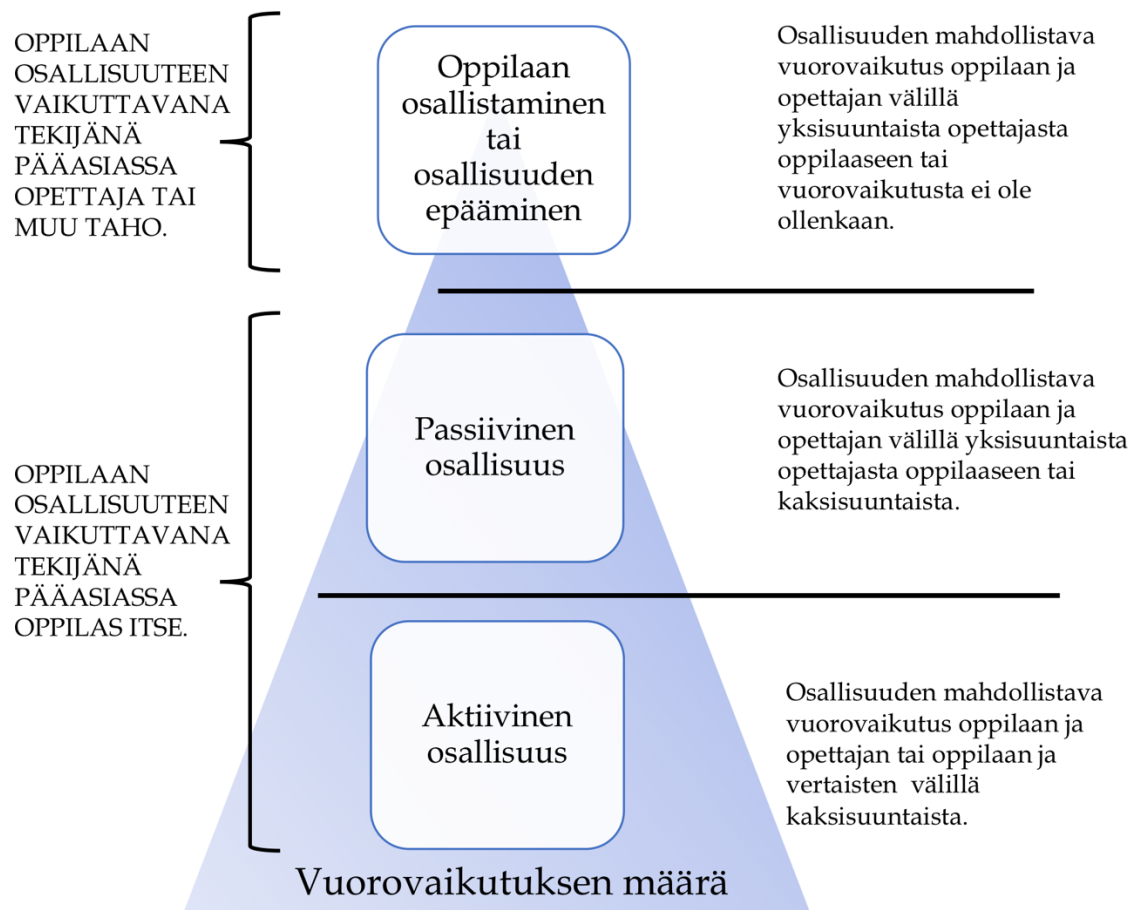 OPPILAAN
OSALLISUUTEEN
VAIKUTTAVANA
TEKIJÄNÄ
PÄÄASIASSA
OPETTAJA TAI
MUU TAHO.
Oppilaan
osallistaminen
tai
osallisuuden
epääminen
Osallisuuden mahdollistava
vuorovaikutus oppilaan ja
opettajan välillä
yksisuuntaista opettajasta
oppilaaseen tai
vuorovaikutusta ei ole
ollenkaan.
OPPILAAN
OSALLISUUTEEN
VAIKUTTAVANA
TEKIJÄNÄ
PÄÄASIASSA
OPPILAS ITSE.
Passiivinen
osallisuus
Osallisuuden mahdollistava
vuorovaikutus oppilaan ja
opettajan välillä yksisuuntaista
opettajasta oppilaaseen tai
kaksisuuntaista.
Aktiivinen
osallisuus
Osallisuuden mahdollistava
vuorovaikutus oppilaan ja
opettajan tai oppilaan ja
vertaisten välillä
kaksisuuntaista.
Vuorovaikutuksen määrä